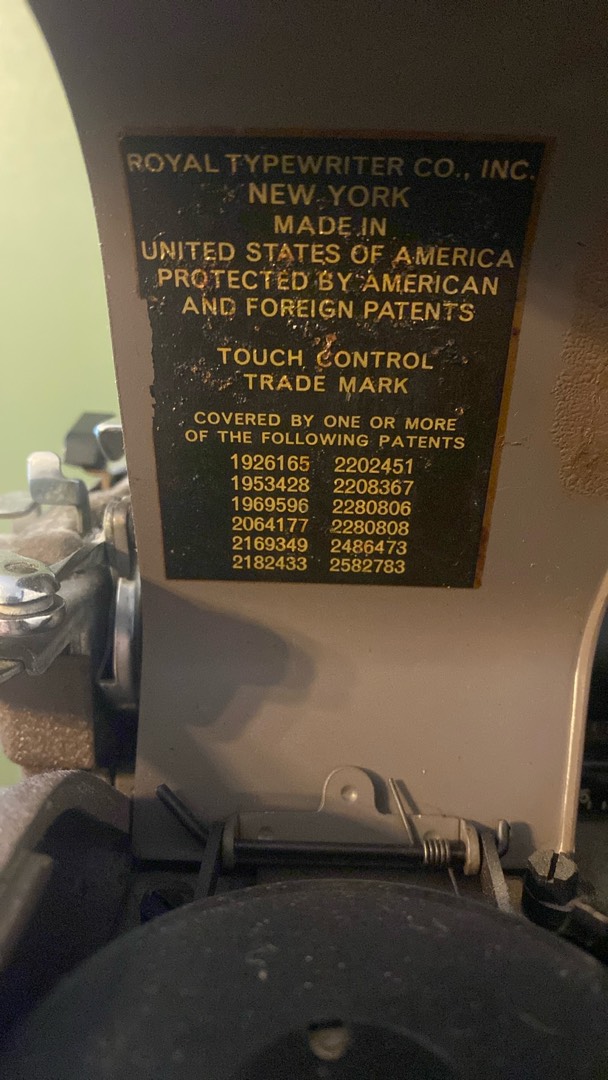 ROYAL TYPEWRITER CO., INC.
NEW YORK
MADE IN
UNITED STATES OF AMERICA
PROTECTED BY AMERICAN
AND FOREIGN PATENTS
TOUCH CONTROL
TRADE MARK
COVERED BY ONE OR MORE
OF THE FOLLOWING PATENTS
1926165 2202451
1953428 2208367
1969596 2280806
2064177 2280808
2169349 2486473
2182433 2582783